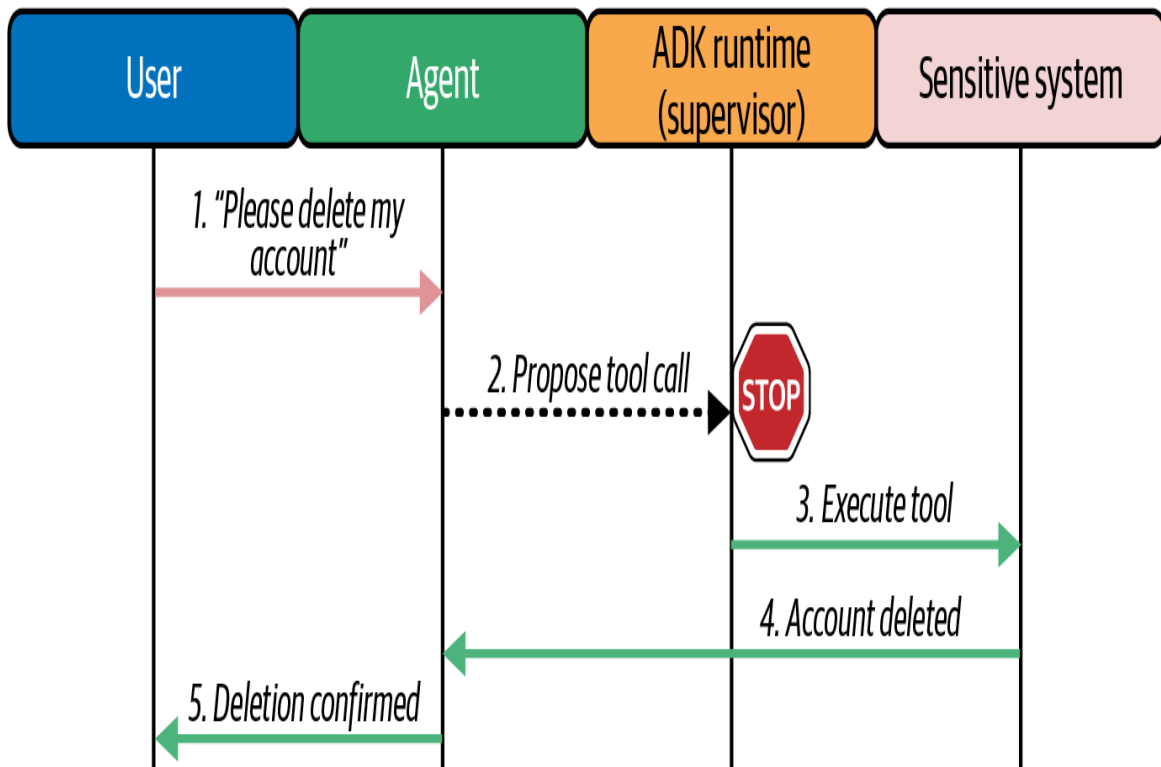 User
Agent
ADK runtime
(supervisor)
Sensitive system
1. “Please delete my
account”
2. Propose tool call
STOP
3. Execute tool
4. Account deleted
5. Deletion confirmed